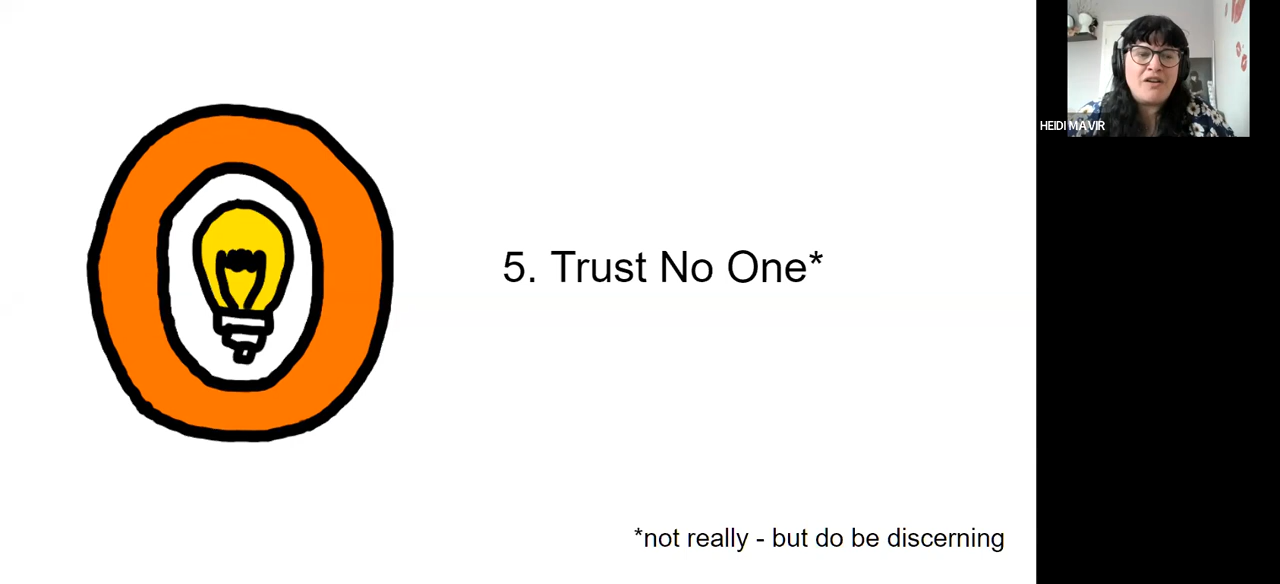 HEIDI MAVIR
5. Trust No One*
*not really - but do be discerning